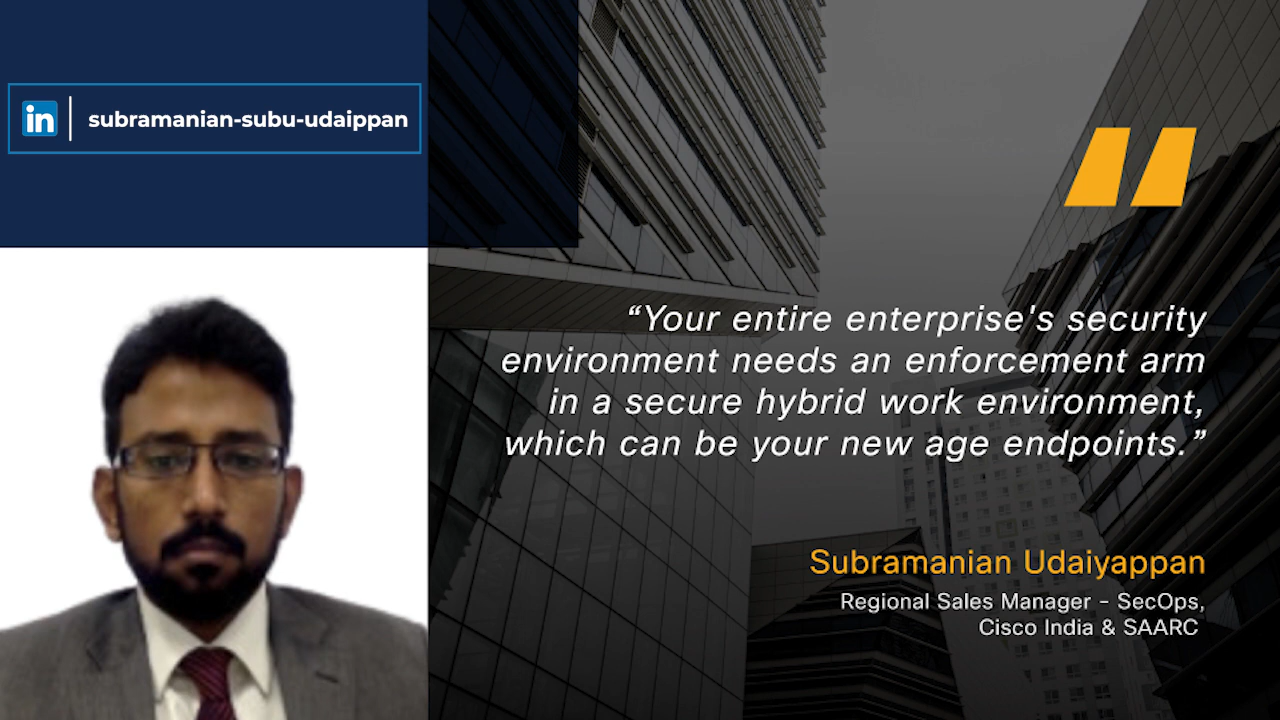 in
subramanian-subu-udaippan
“Your entire enterprise's security
environment needs an enforcement arm
in a secure hybrid work environment,
which can be your new age endpoints.”
Subramanian Udaiyappan
Regional Sales Manager - SecOps,
Cisco India & SAARC